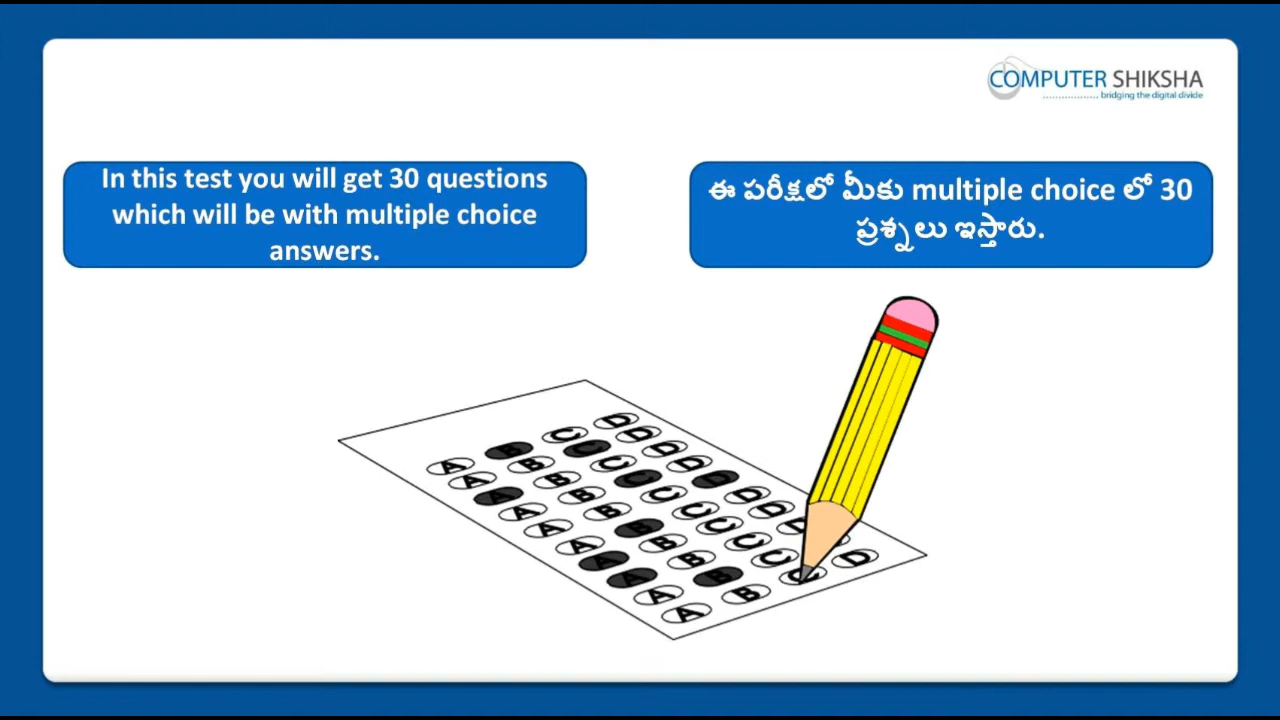 COMPUTER SHIKSHA
.................. bridging the digital divide
In this test you will get 30 questions
which will be with multiple choice
answers.
ఈ పరీక్షలో మీకు multiple choice లో 30
ప్రశ్నలు ఇస్తారు.
A B C D
A B C D
A B C D
A B C D
A B C D
A B C D
A B C D
A B C
A B C D